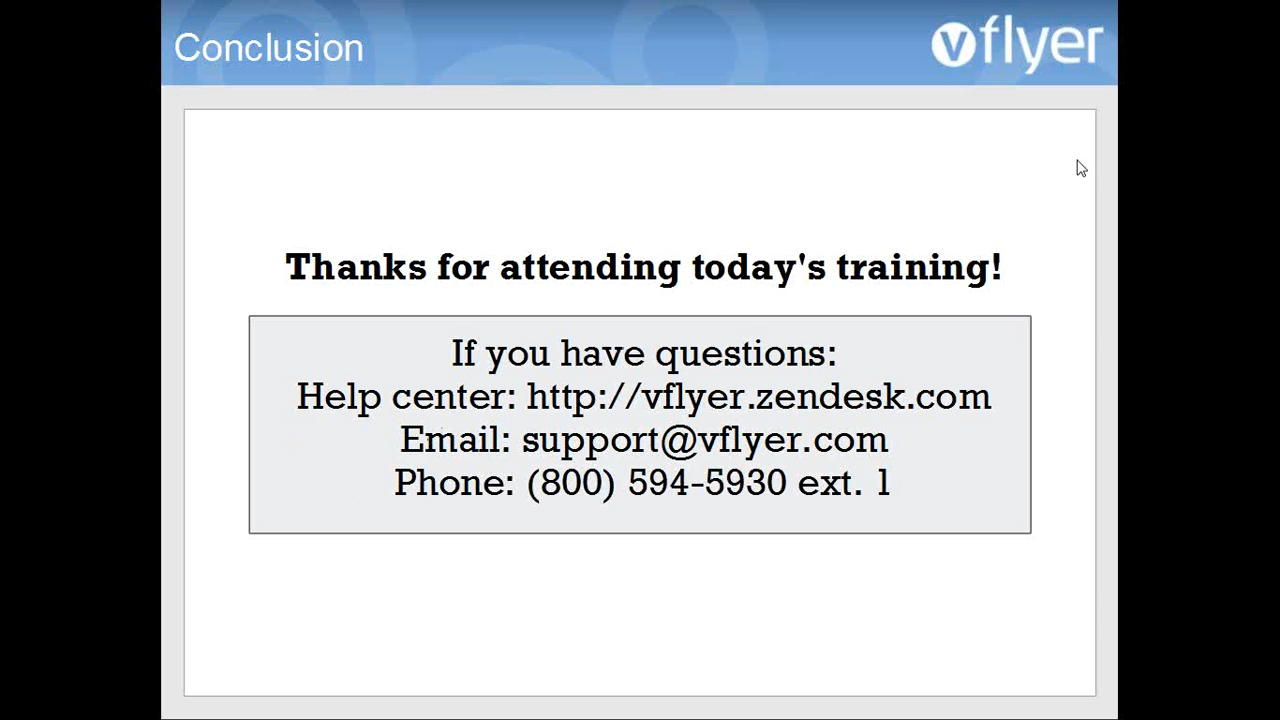 Conclusion
vflyer
Thanks for attending today's training!
If you have questions:
Help center: http://vflyer.zendesk.com
Email: support@vflyer.com
Phone: (800) 594-5930 ext. 1